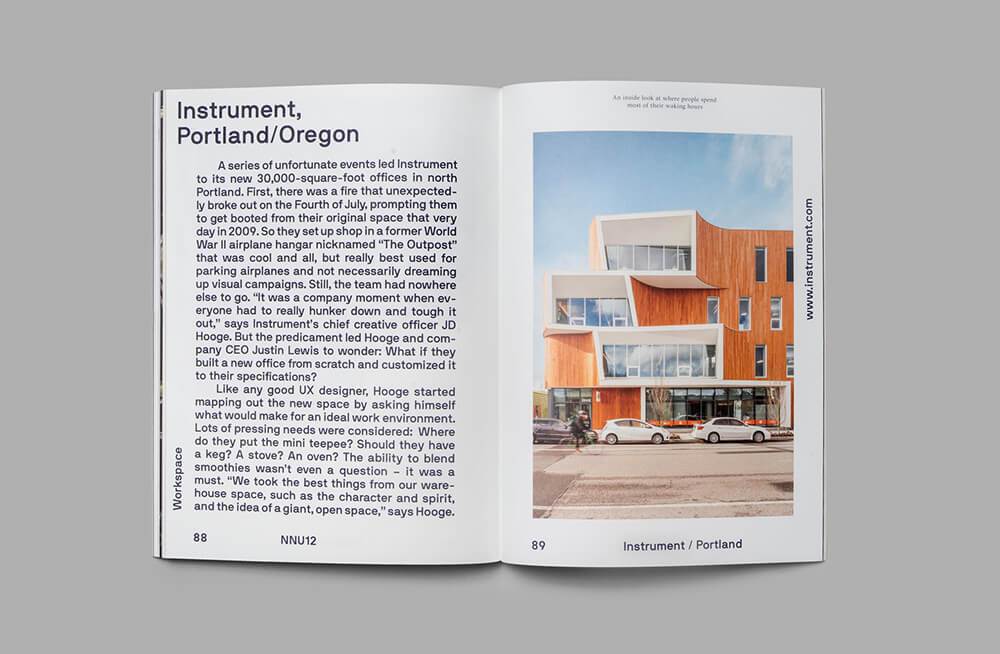 Instrument,
Portland/Oregon
A series of unfortunate events led Instrument
to its new 30,000-square-foot offices in north
Portland. First, there was a fire that unexpected-
ly broke out on the Fourth of July, prompting them
to get booted from their original space that very
day in 2009. So they set up shop in a former World
War II airplane hangar nicknamed “The Outpost”
that was cool and all, but really best used for
parking airplanes and not necessarily dreaming
up visual campaigns. Still, the team had nowhere
else to go. “It was a company moment when ev-
eryone had to really hunker down and tough it
out,” says Instrument’s chief creative officer JD
Hooge. But the predicament led Hooge and com-
pany CEO Justin Lewis to wonder: What if they
built a new office from scratch and customized it
to their specifications?
Like any good UX designer, Hooge started
mapping out the new space by asking himself
what would make for an ideal work environment.
Lots of pressing needs were considered: Where
do they put the mini teepee? Should they have
a keg? A stove? An oven? The ability to blend
smoothies wasn’t even a question – it was a
must. “We took the best things from our ware-
house space, such as the character and spirit,
and the idea of a giant, open space,” says Hooge.
Workspace
88
NNU12
An inside look at where people spend
most of their waking hours
www.instrument.com
89
Instrument / Portland